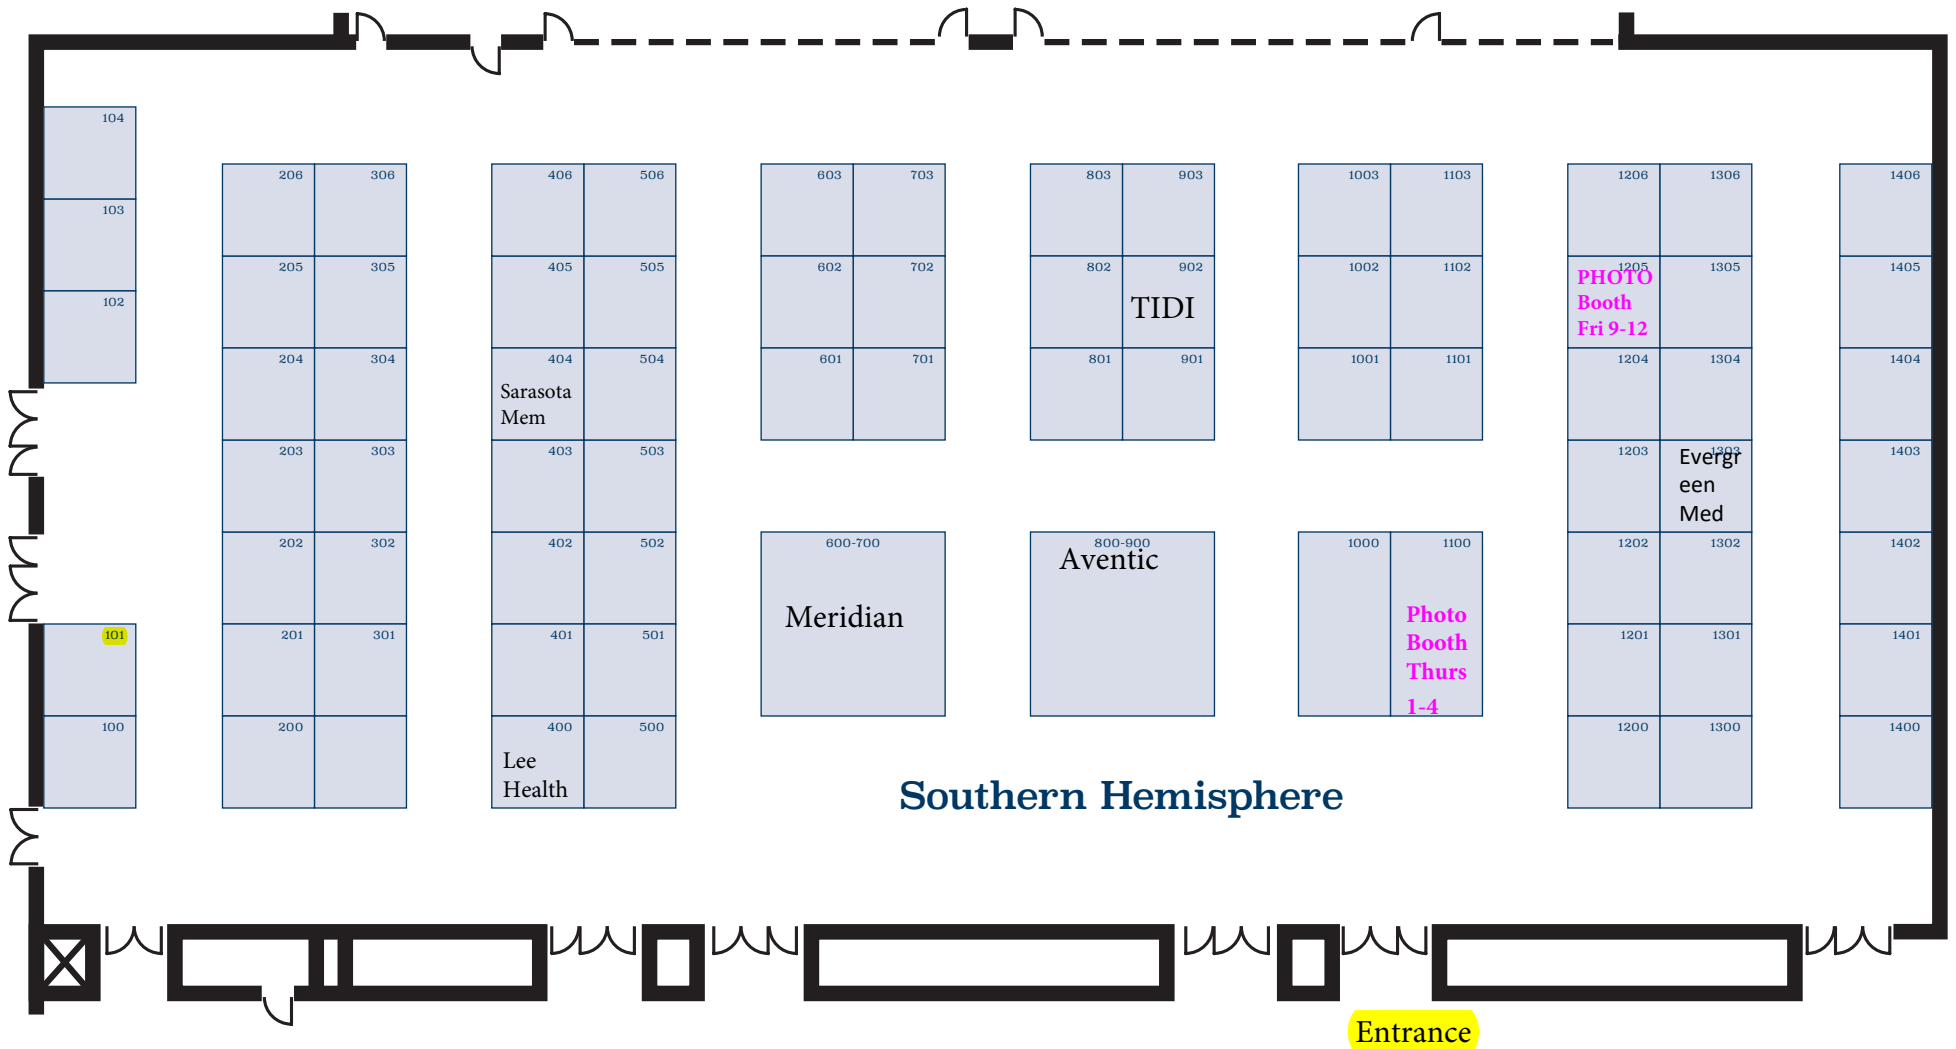 104
103
102
206 306 406 506 603 703 803 903 1003 1103 1206 1306 1406
205 305 405 505 602 702 802 902 1002 1102 1205 1305 1405
TIDI
PHOTO
Booth
Fri 9-12
204 304 404 504 601 701 801 901 1001 1101 1204 1304 1404
Sarasota
Mem
203 303 403 503 1203 1303 1403
Evergr
een
Med
202 302 402 502 600-700 800-900 1000 1100 1202 1302 1402
Aventic
Meridian
Photo
Booth
Thurs
1-4
101 201 301 401 501 1201 1301 1401
100 200 400 500 1200 1300 1400
Lee
Health
Southern Hemisphere
Entrance